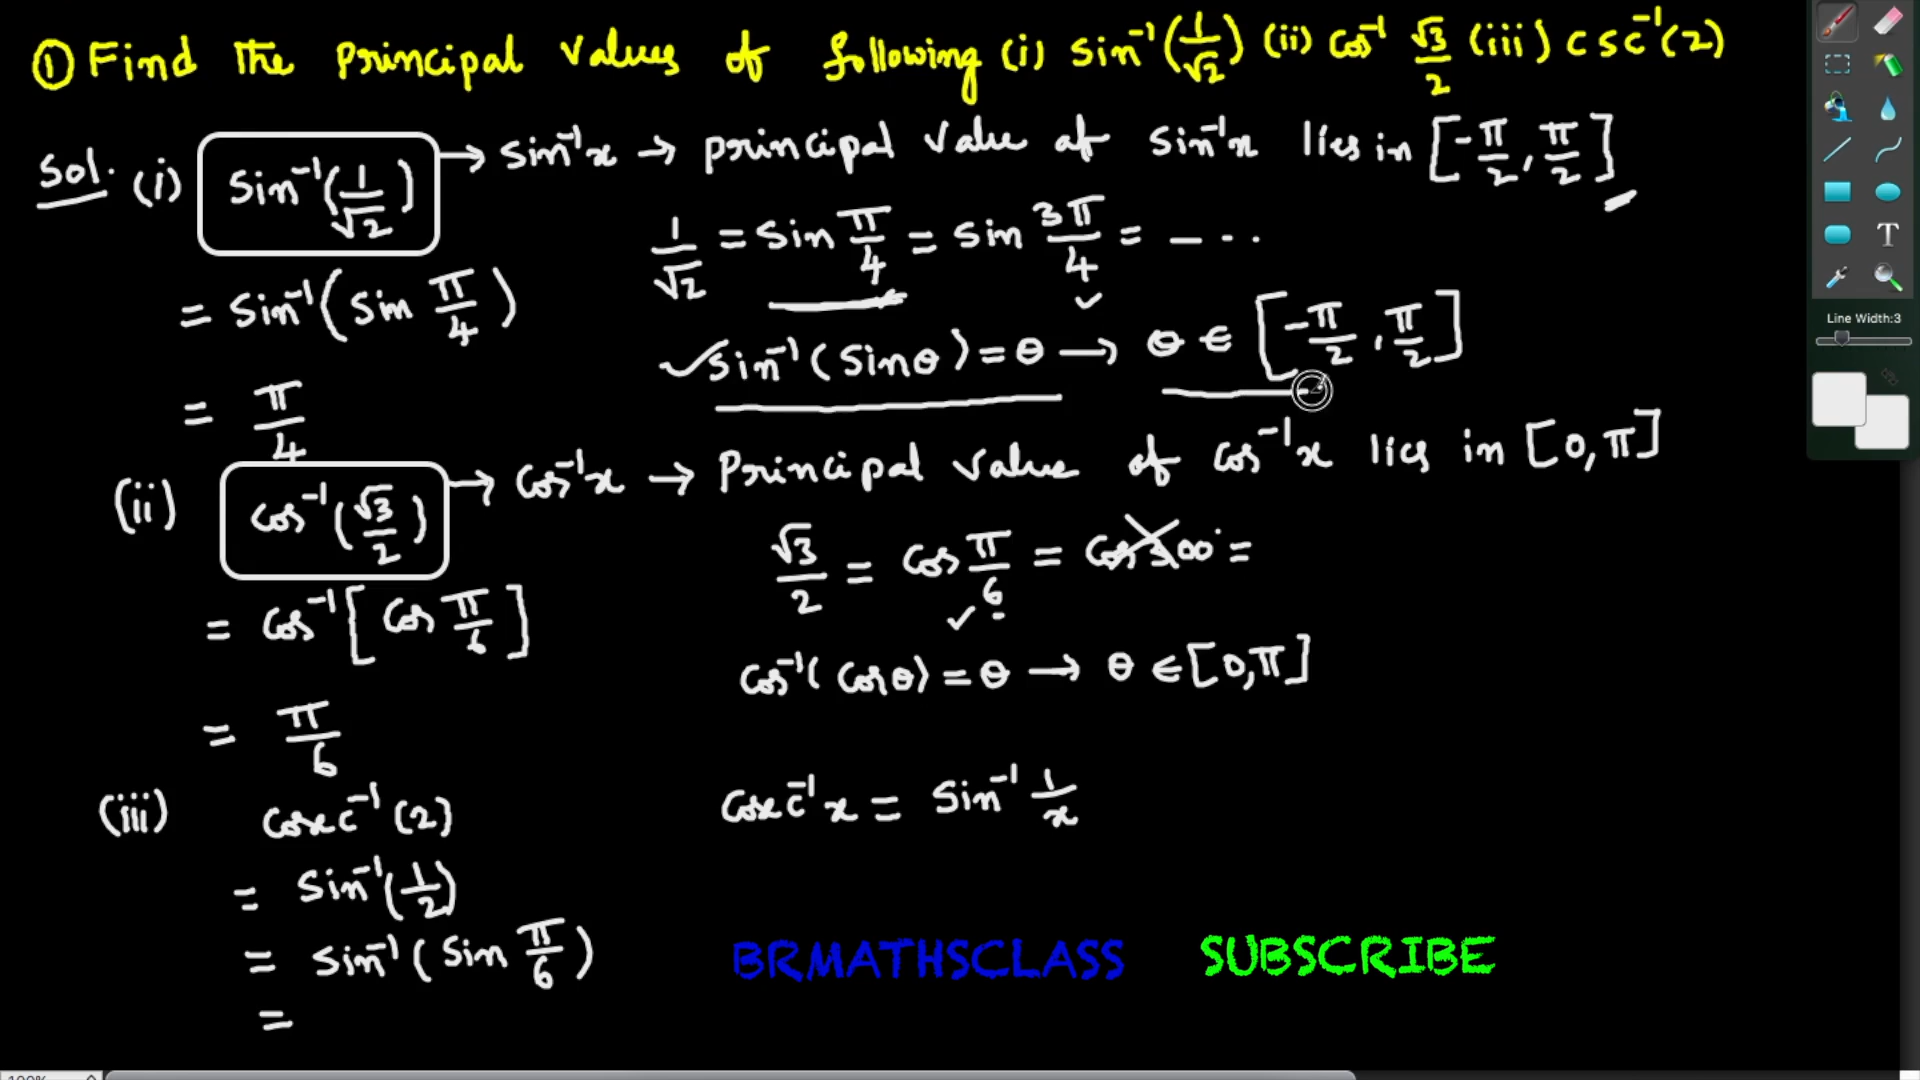 ① Find the principal values of following (i) Sin⁻¹(1/√2) (ii) Cos⁻¹ √3/2 (iii) CSC⁻¹(2)
Sol. (i) Sin⁻¹(1/√2) → Sin⁻¹x → principal value of Sin⁻¹x lies in [-π/2, π/2]
1/√2 = Sin π/4 = Sin 3π/4 = - - ..
= Sin⁻¹(Sin π/4)
✓Sin⁻¹(Sinθ) = θ → θ ∈ [-π/2, π/2]
= π/4
(ii) Cos⁻¹(√3/2) → Cos⁻¹x → Principal value of Cos⁻¹x lies in [0, π]
√3/2 = Cos π/6 =
= Cos⁻¹[Cos π/6]
Cos⁻¹(Cosθ) = θ → θ ∈ [0, π]
= π/6
(iii) Cosec⁻¹(2)
Cosec⁻¹x = Sin⁻¹ 1/x
= Sin⁻¹(1/2)
= Sin⁻¹(Sin π/6)
=
BRMATHSCLASS SUBSCRIBE
T
Line Width:3